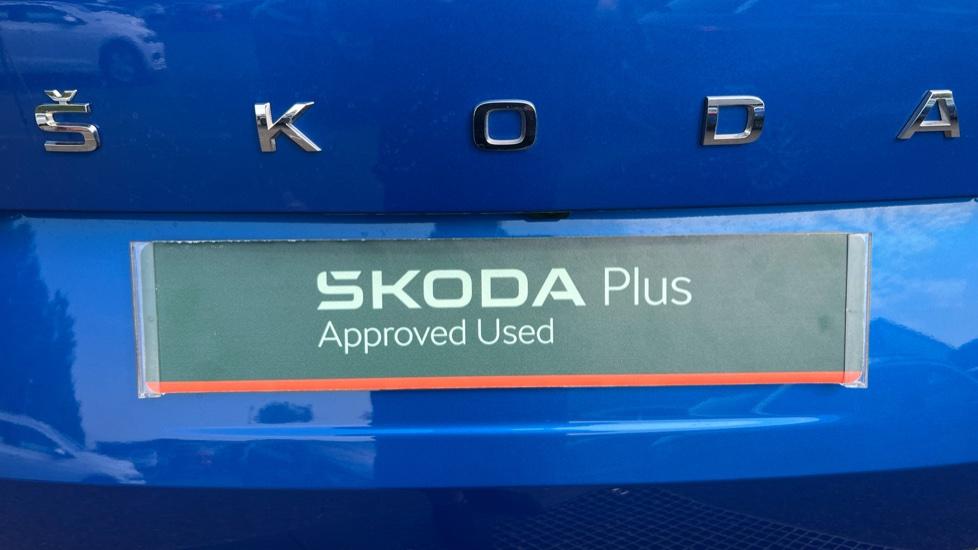 ŠKODA
ŠKODA Plus
Approved Used